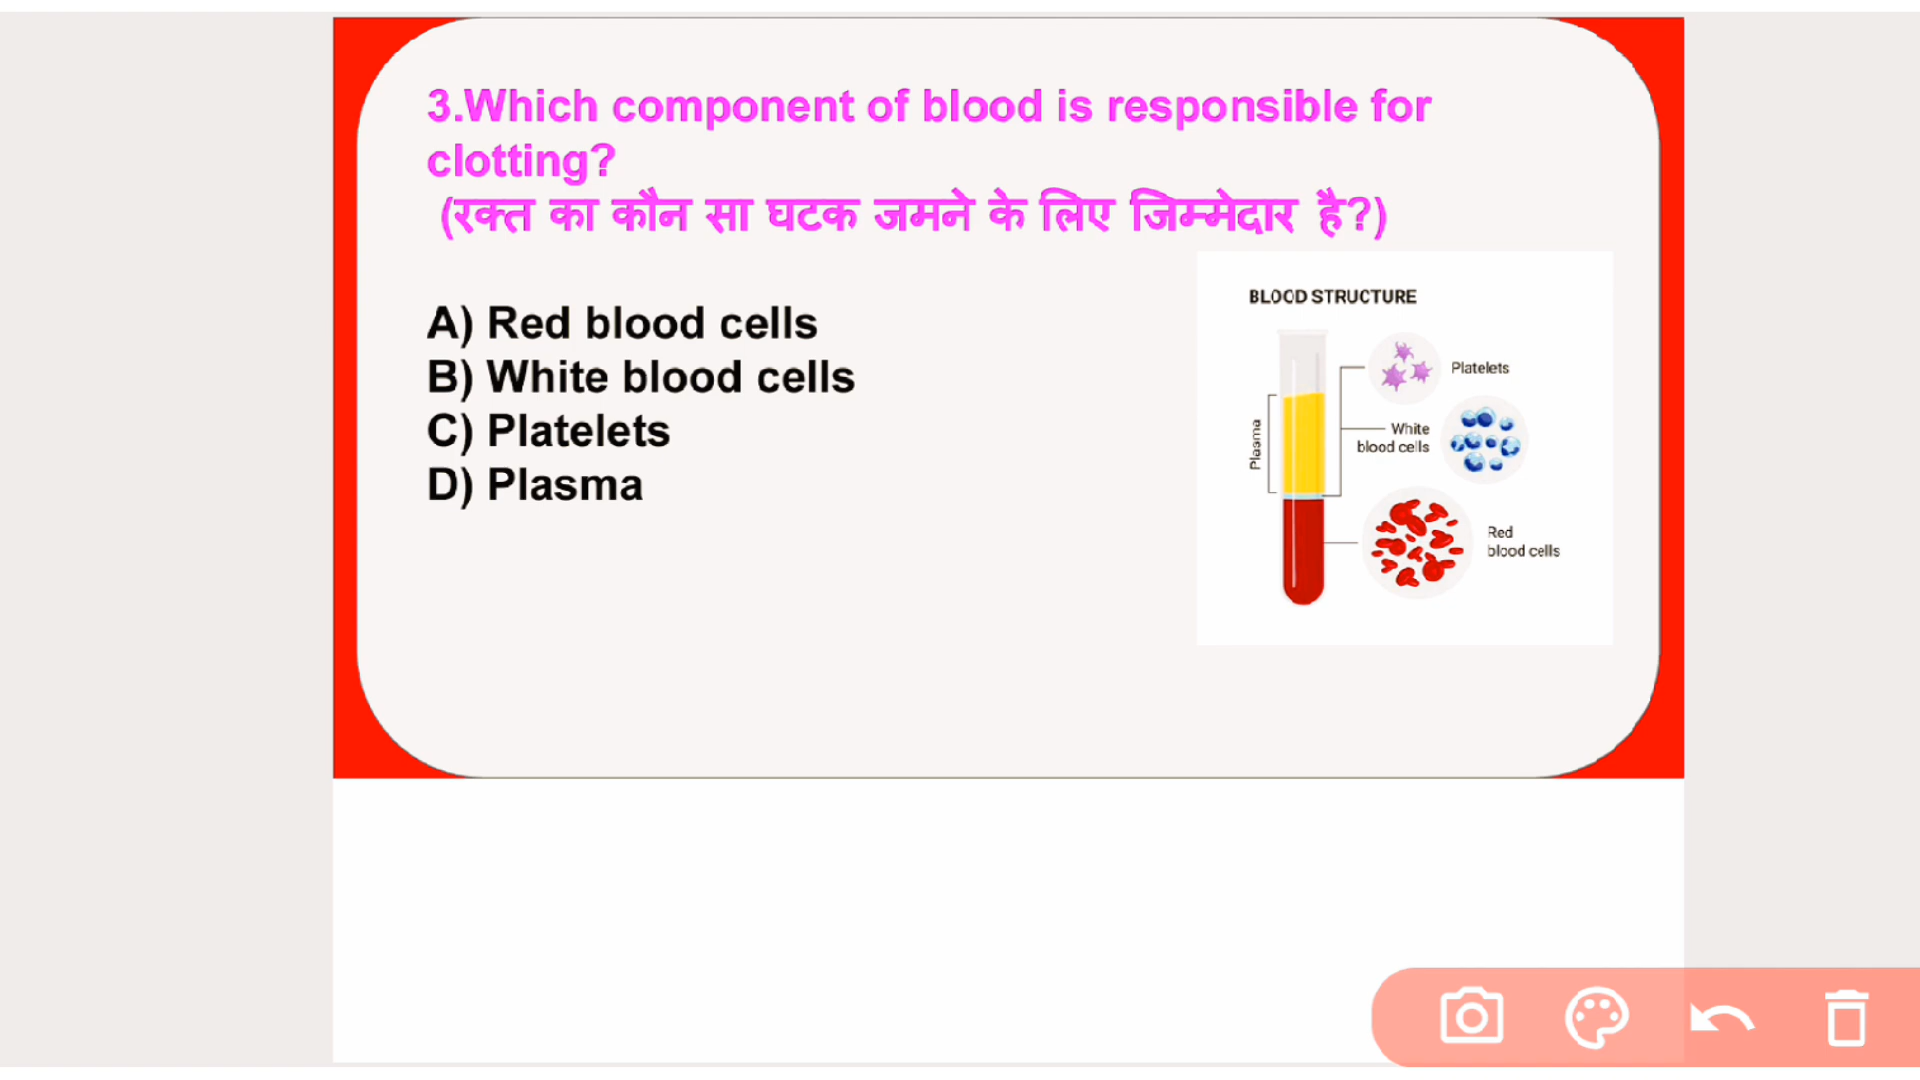 3.Which component of blood is responsible for
clotting?
(रक्त का कौन सा घटक जमने के लिए जिम्मेदार है?)
A) Red blood cells
B) White blood cells
C) Platelets
D) Plasma
BLOOD STRUCTURE
Platelets
Plasma
White
blood cells
Red
blood cells